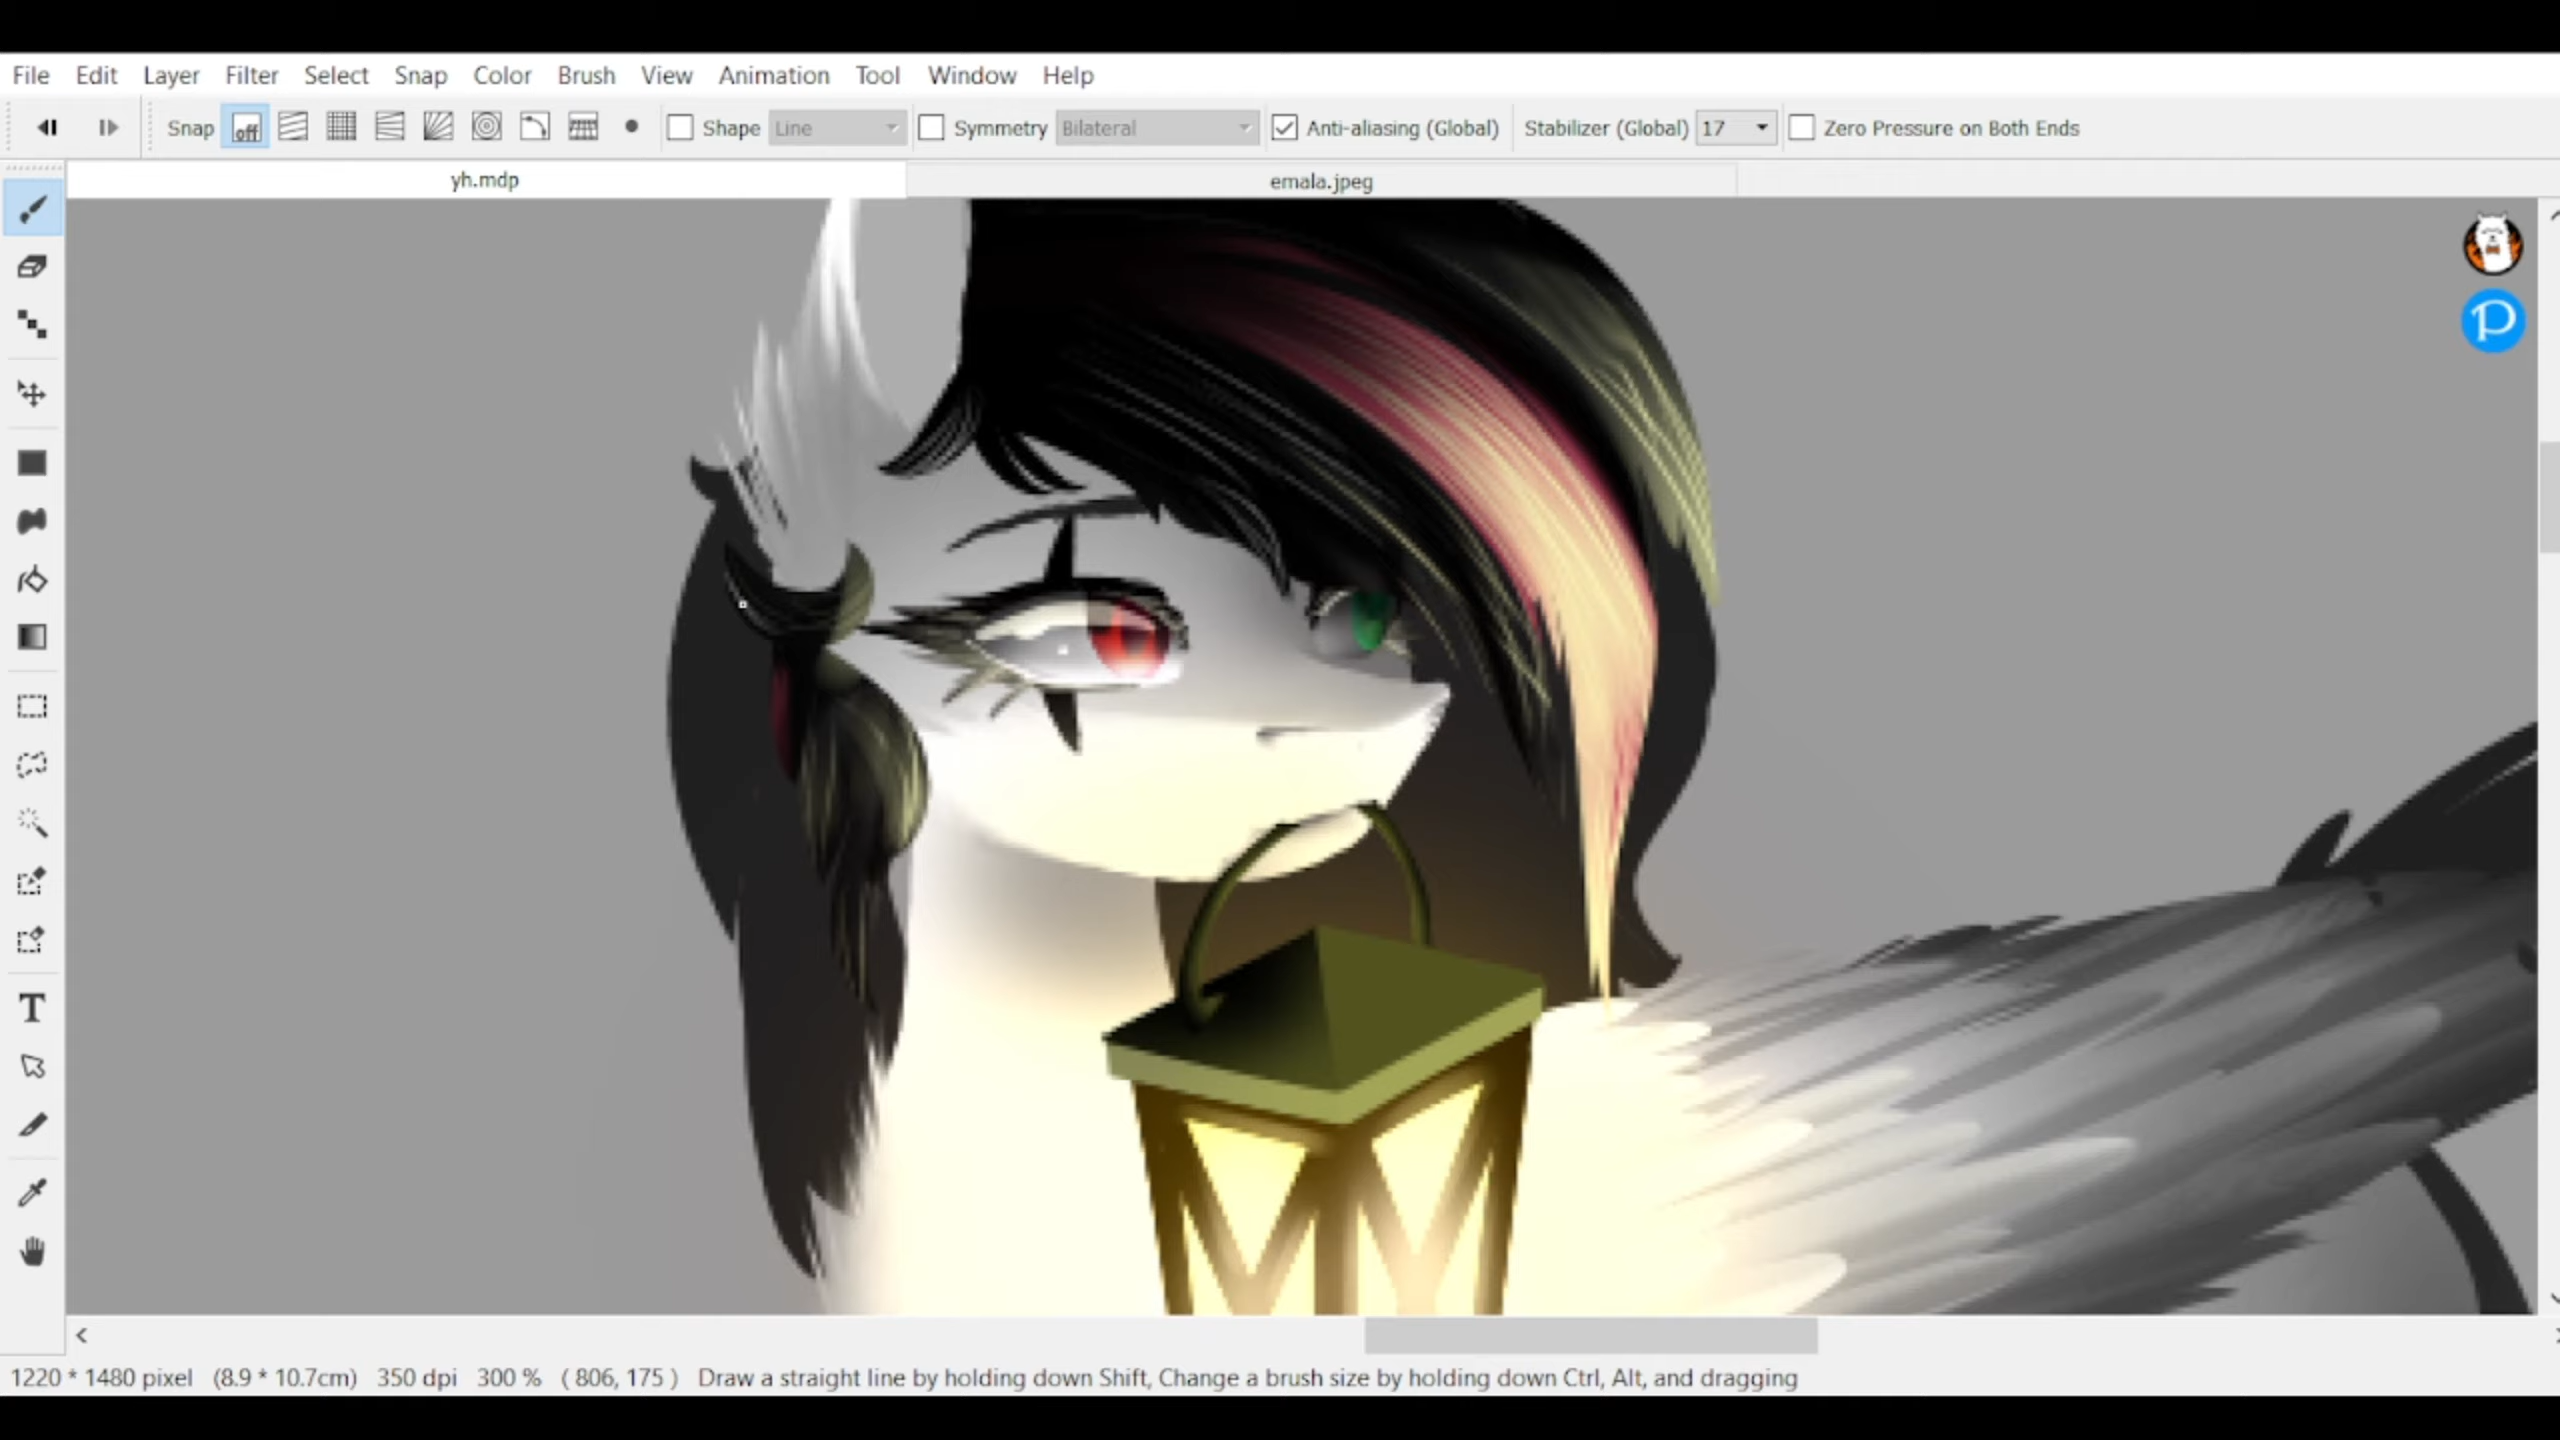 File Edit Layer Filter Select Snap Color Brush View Animation Tool Window Help
Snap off Shape Line Symmetry Bilateral Anti-aliasing (Global) Stabilizer (Global) 17 Zero Pressure on Both Ends
yh.mdp emala.jpeg
P
T
1220 * 1480 pixel (8.9 * 10.7cm) 350 dpi 300 % ( 806, 175 ) Draw a straight line by holding down Shift, Change a brush size by holding down Ctrl, Alt, and dragging